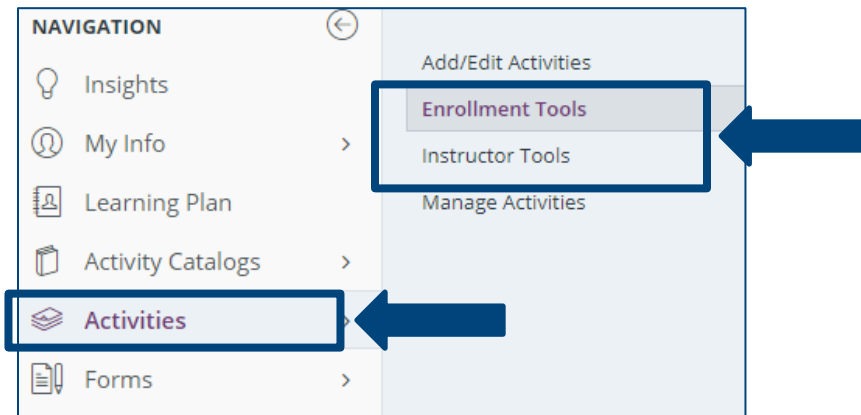 NAVIGATION
Insights
My Info
Learning Plan
Activity Catalogs
Activities
Forms
Add/Edit Activities
Enrollment Tools
Instructor Tools
Manage Activities